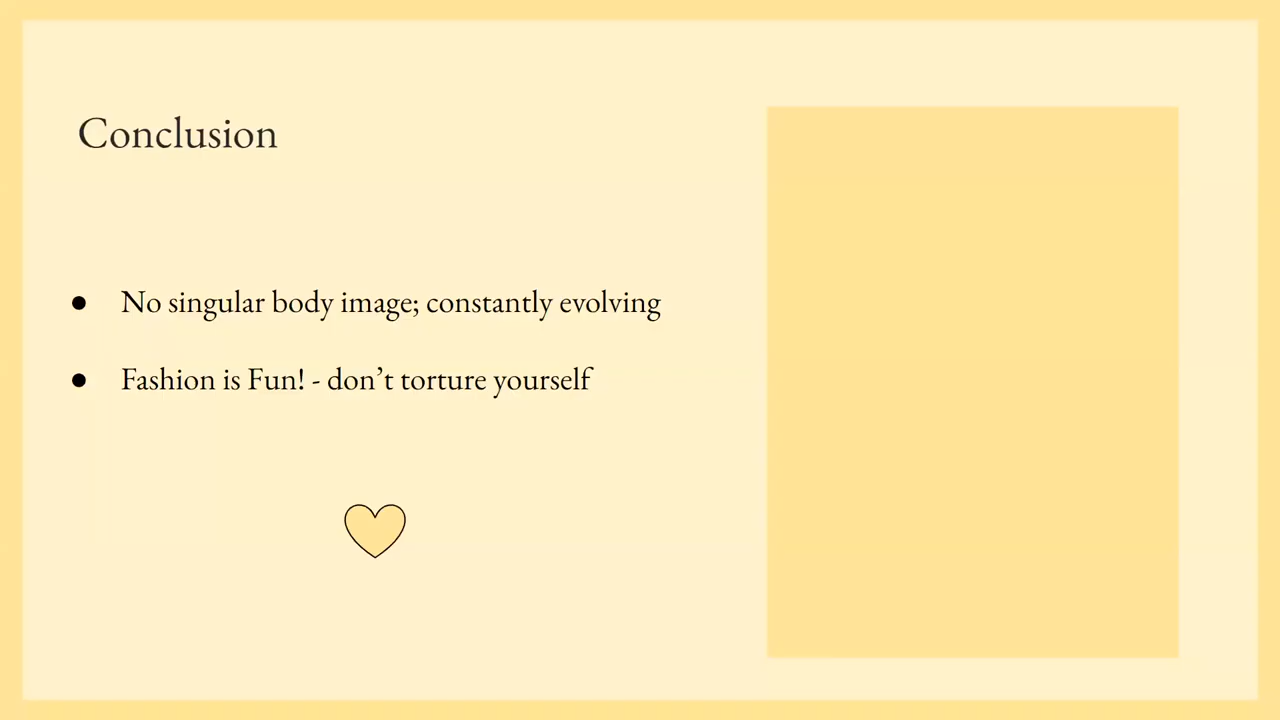 Conclusion
● No singular body image; constantly evolving
● Fashion is Fun! - don’t torture yourself